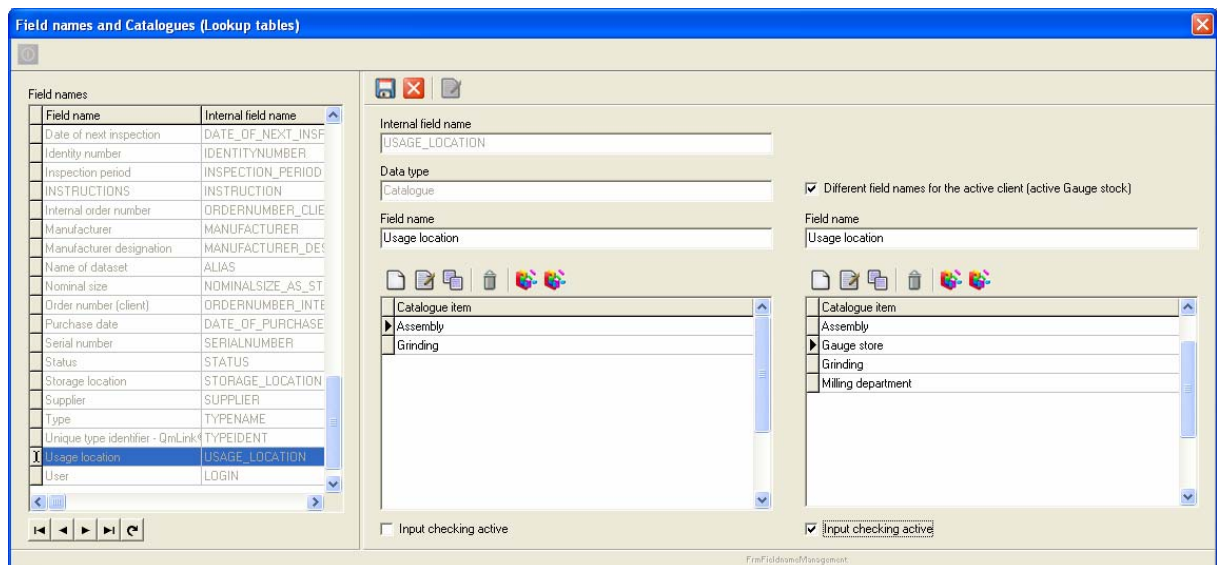 Field names and Catalogues (Lookup tables)
Field names
Field name Internal field name
Date of next inspection DATE_OF_NEXT_INSP
Identity number IDENTITYNUMBER
Inspection period INSPECTION_PERIOD
INSTRUCTIONS INSTRUCTION
Internal order number ORDERNUMBER_CLIE
Manufacturer MANUFACTURER
Manufacturer designation MANUFACTURER_DES
Name of dataset ALIAS
Nominal size NOMINALSIZE_AS_ST
Order number (client) ORDERNUMBER_INTE
Purchase date DATE_OF_PURCHASE
Serial number SERIALNUMBER
Status STATUS
Storage location STORAGE_LOCATION
Supplier SUPPLIER
Type TYPENAME
Unique type identifier - QmLink TYPEIDENT
Usage location USAGE_LOCATION
User LOGIN
Internal field name
USAGE_LOCATION
Data type
Catalogue
Field name
Usage location
Catalogue item
Assembly
Grinding
Input checking active
Different field names for the active client (active Gauge stock)
Field name
Usage location
Catalogue item
Assembly
Gauge store
Grinding
Milling department
Input checking active
FrmFieldnameManagement